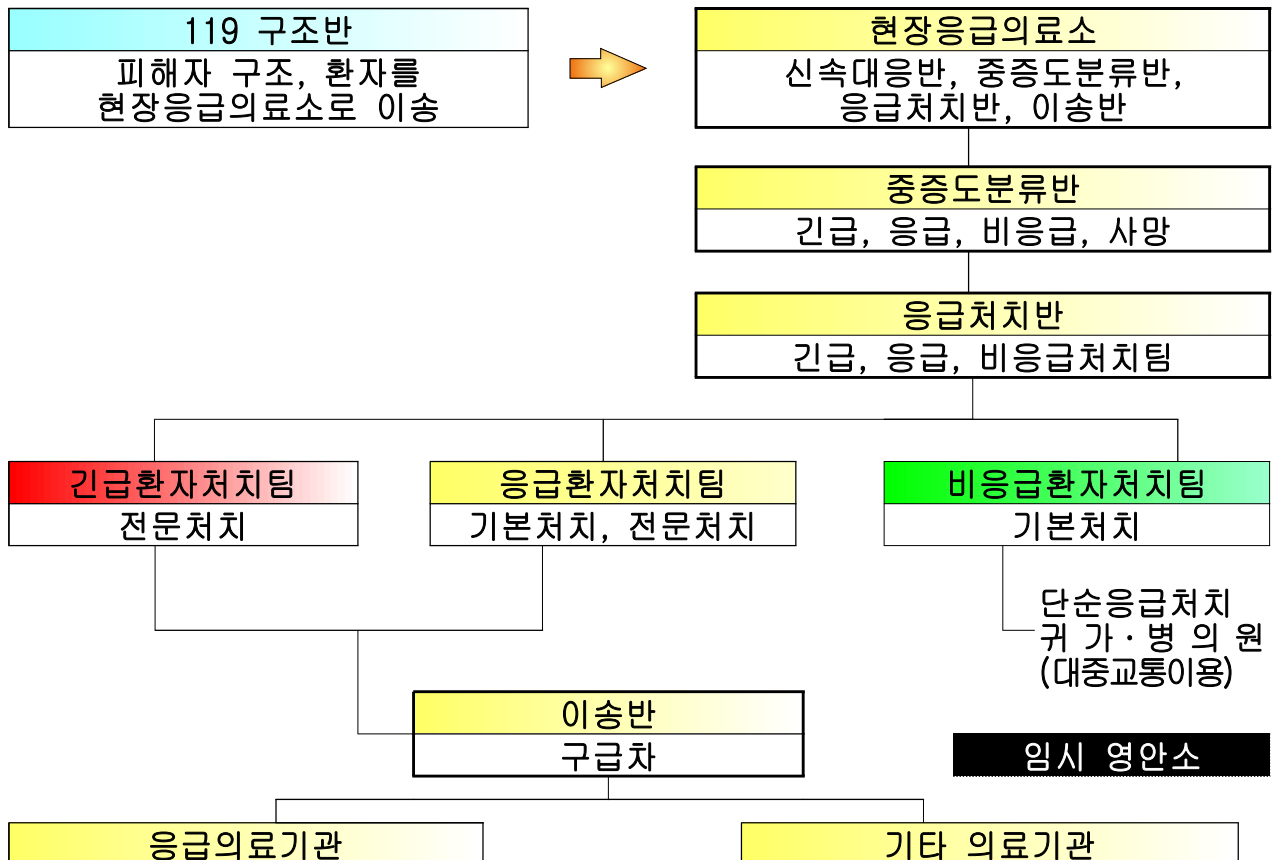 119 구조반
피해자 구조, 환자를
현장응급의료소로 이송
현장응급의료소
신속대응반, 중증도분류반,
응급처치반, 이송반
중증도분류반
긴급, 응급, 비응급, 사망
응급처치반
긴급, 응급, 비응급처치팀
긴급환자처치팀
전문처치
응급환자처치팀
기본처치, 전문처치
비응급환자처치팀
기본처치
단순응급처치
귀 가·병 의 원
(대중교통이용)
이송반
구급차
임시 영안소
응급의료기관
기타 의료기관